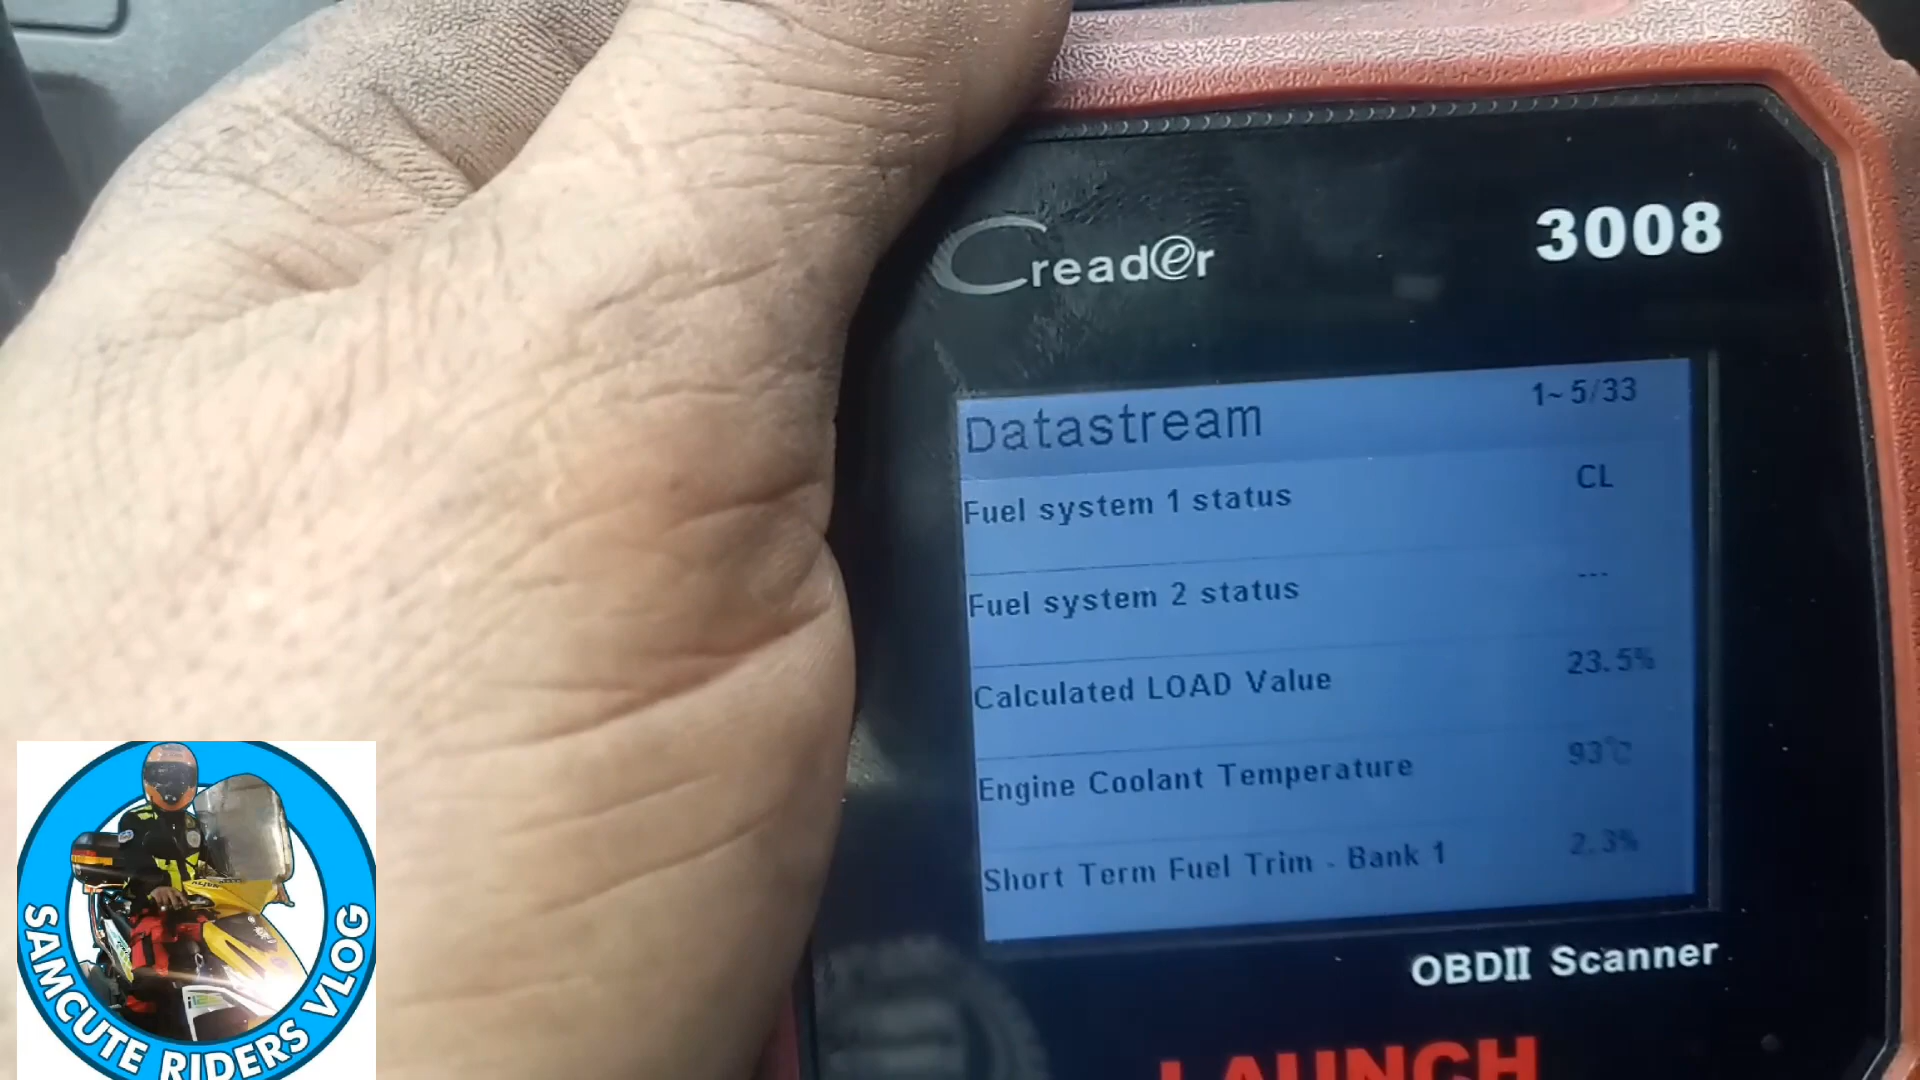 Creader
3008
Datastream 1~5/33
Fuel system 1 status CL
Fuel system 2 status ---
Calculated LOAD Value 23.5%
Engine Coolant Temperature 93℃
Short Term Fuel Trim - Bank 1 2.3%
OBDII Scanner
LAUNCH
SAMCUTE RIDERS VLOG